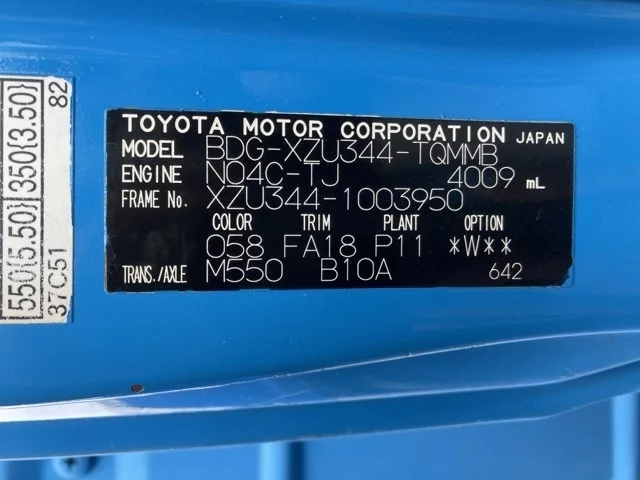 TOYOTA MOTOR CORPORATION JAPAN
MODEL BDG-XZU344-TQMMB
ENGINE N04C-TJ 4009 mL
FRAME No. XZU344-1003950
COLOR TRIM PLANT OPTION
058 FA18 P11 *W**
TRANS./AXLE M550 B10A 642
550{5.50} 350{3.50}
37C51 82